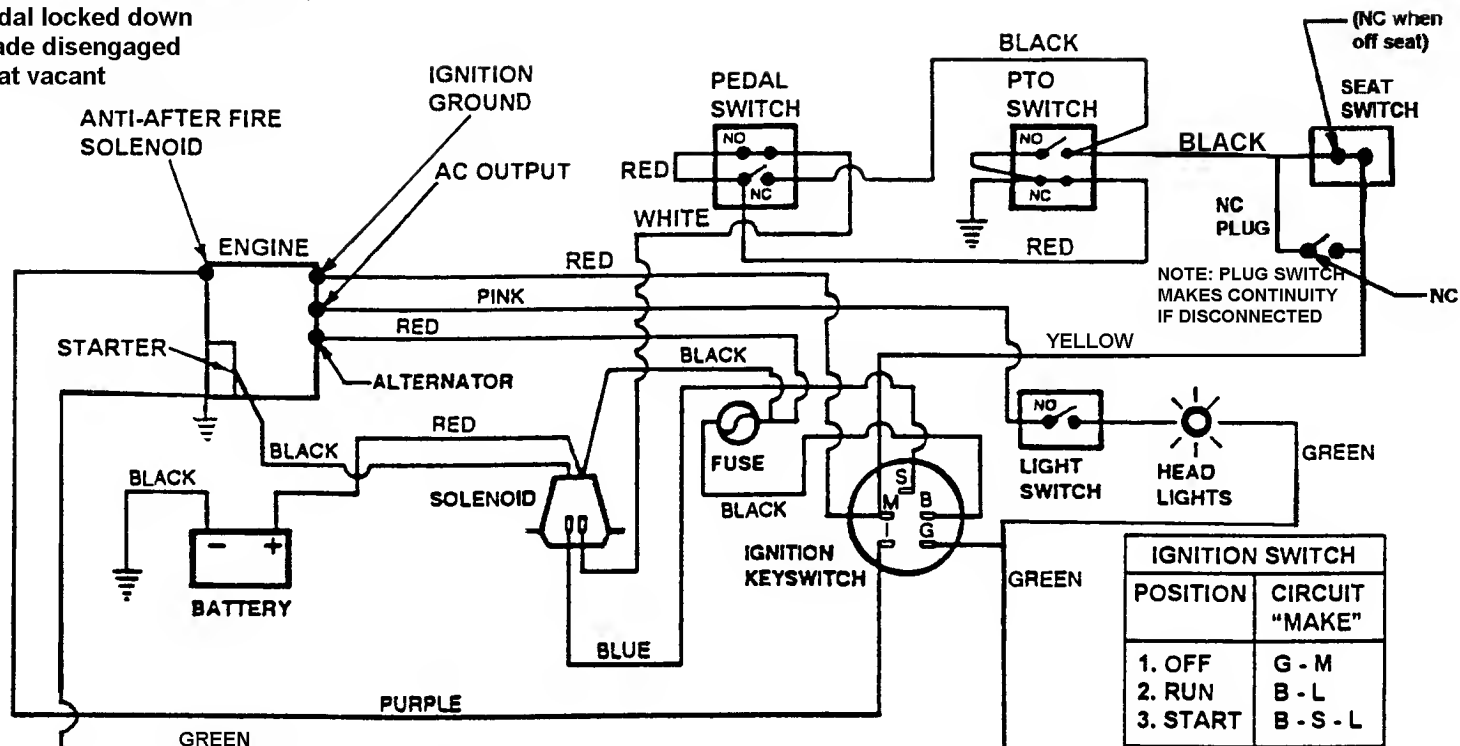 dal locked down
ade disengaged
at vacant
ANTI-AFTER FIRE
SOLENOID
IGNITION
GROUND
AC OUTPUT
ENGINE
STARTER
ALTERNATOR
PEDAL
SWITCH
NO
NC
RED
WHITE
BLACK
PTO
SWITCH
NO
NC
RED
BLACK
(NC when
off seat)
SEAT
SWITCH
NC
PLUG
NOTE: PLUG SWITCH
MAKES CONTINUITY
IF DISCONNECTED
NC
RED
PINK
RED
BLACK
YELLOW
RED
BLACK
BLACK
- +
BATTERY
SOLENOID
FUSE
BLACK
S
M B
I G
IGNITION
KEYSWITCH
NO
LIGHT
SWITCH
HEAD
LIGHTS
GREEN
GREEN
BLUE
PURPLE
GREEN
IGNITION SWITCH
POSITION CIRCUIT
"MAKE"
1. OFF G - M
2. RUN B - L
3. START B - S - L